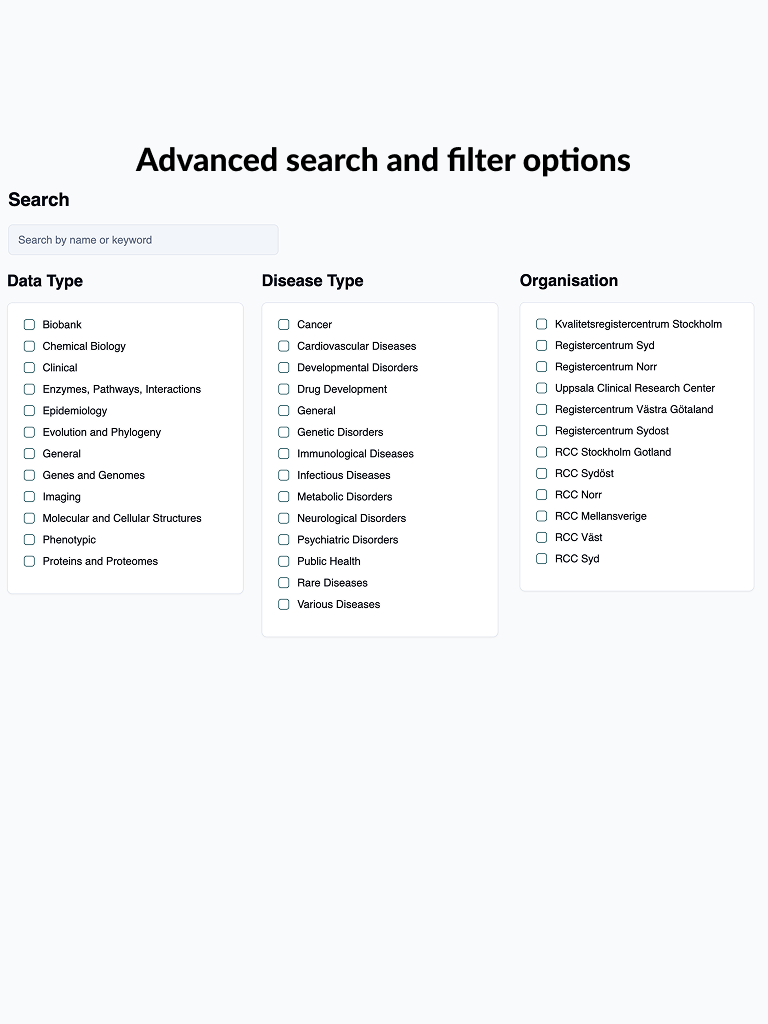 Advanced search and filter options
Search
Search by name or keyword
Data Type
Biobank
Chemical Biology
Clinical
Enzymes, Pathways, Interactions
Epidemiology
Evolution and Phylogeny
General
Genes and Genomes
Imaging
Molecular and Cellular Structures
Phenotypic
Proteins and Proteomes
Disease Type
Cancer
Cardiovascular Diseases
Developmental Disorders
Drug Development
General
Genetic Disorders
Immunological Diseases
Infectious Diseases
Metabolic Disorders
Neurological Disorders
Psychiatric Disorders
Public Health
Rare Diseases
Various Diseases
Organisation
Kvalitetsregistercentrum Stockholm
Registercentrum Syd
Registercentrum Norr
Uppsala Clinical Research Center
Registercentrum Västra Götaland
Registercentrum Sydost
RCC Stockholm Gotland
RCC Sydöst
RCC Norr
RCC Mellansverige
RCC Väst
RCC Syd